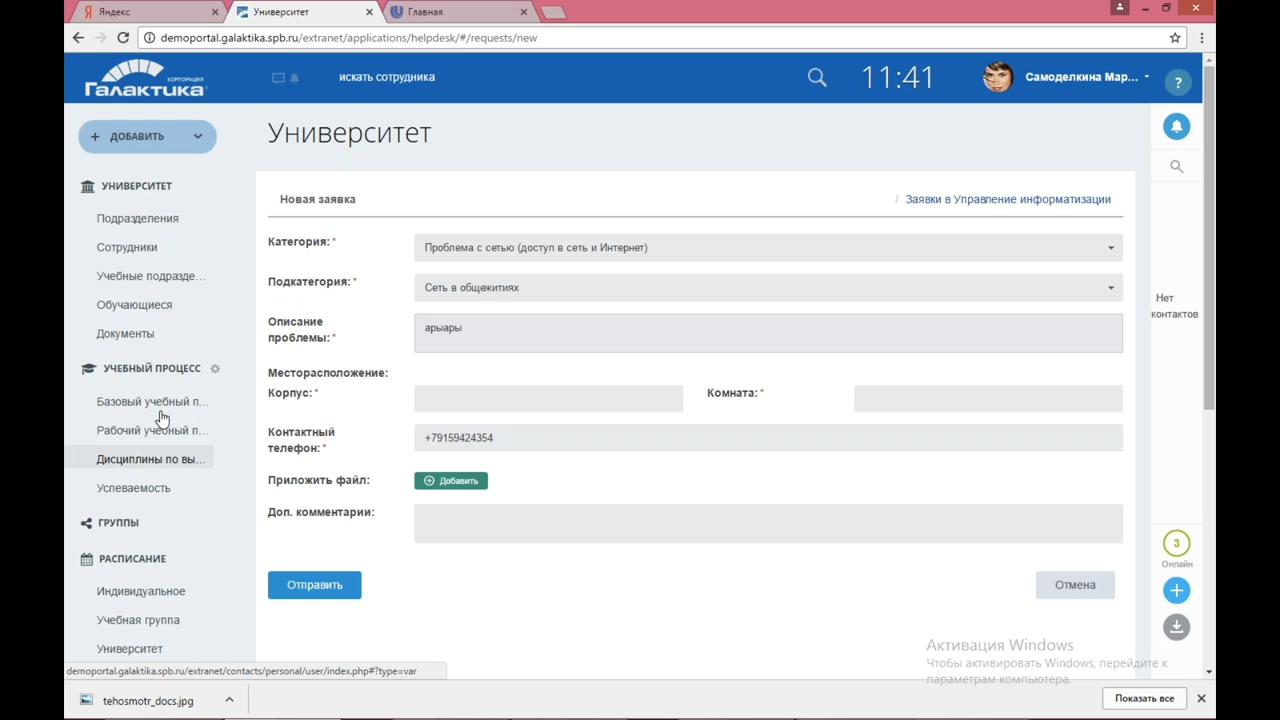 Яндекс
Университет
Главная
demoportal.galaktika.spb.ru/extranet/applications/helpdesk/#/requests/new
КОРПОРАЦИЯ
Галактика
искать сотрудника
11:41
Самоделкина Мар...
?
ДОБАВИТЬ
Университет
УНИВЕРСИТЕТ
Подразделения
Сотрудники
Учебные подразде...
Обучающиеся
Документы
УЧЕБНЫЙ ПРОЦЕСС
Базовый учебный п...
Рабочий учебный п...
Дисциплины по вы...
Успеваемость
ГРУППЫ
РАСПИСАНИЕ
Индивидуальное
Учебная группа
Университет
Новая заявка
/ Заявки в Управление информатизации
Категория:* Проблема с сетью (доступ в сеть и Интернет)
Подкатегория:* Сеть в общежитиях
Описание
проблемы:* арыары
Месторасположение:
Корпус:* Комната:*
Контактный
телефон:* +79159424354
Приложить файл: Добавить
Доп. комментарии:
Отправить
Отмена
Нет
контактов
3
Онлайн
Активация Windows
Чтобы активировать Windows, перейдите к
параметрам компьютера.
demoportal.galaktika.spb.ru/extranet/contacts/personal/user/index.php#?type=var
tehosmotr_docs.jpg
Показать все